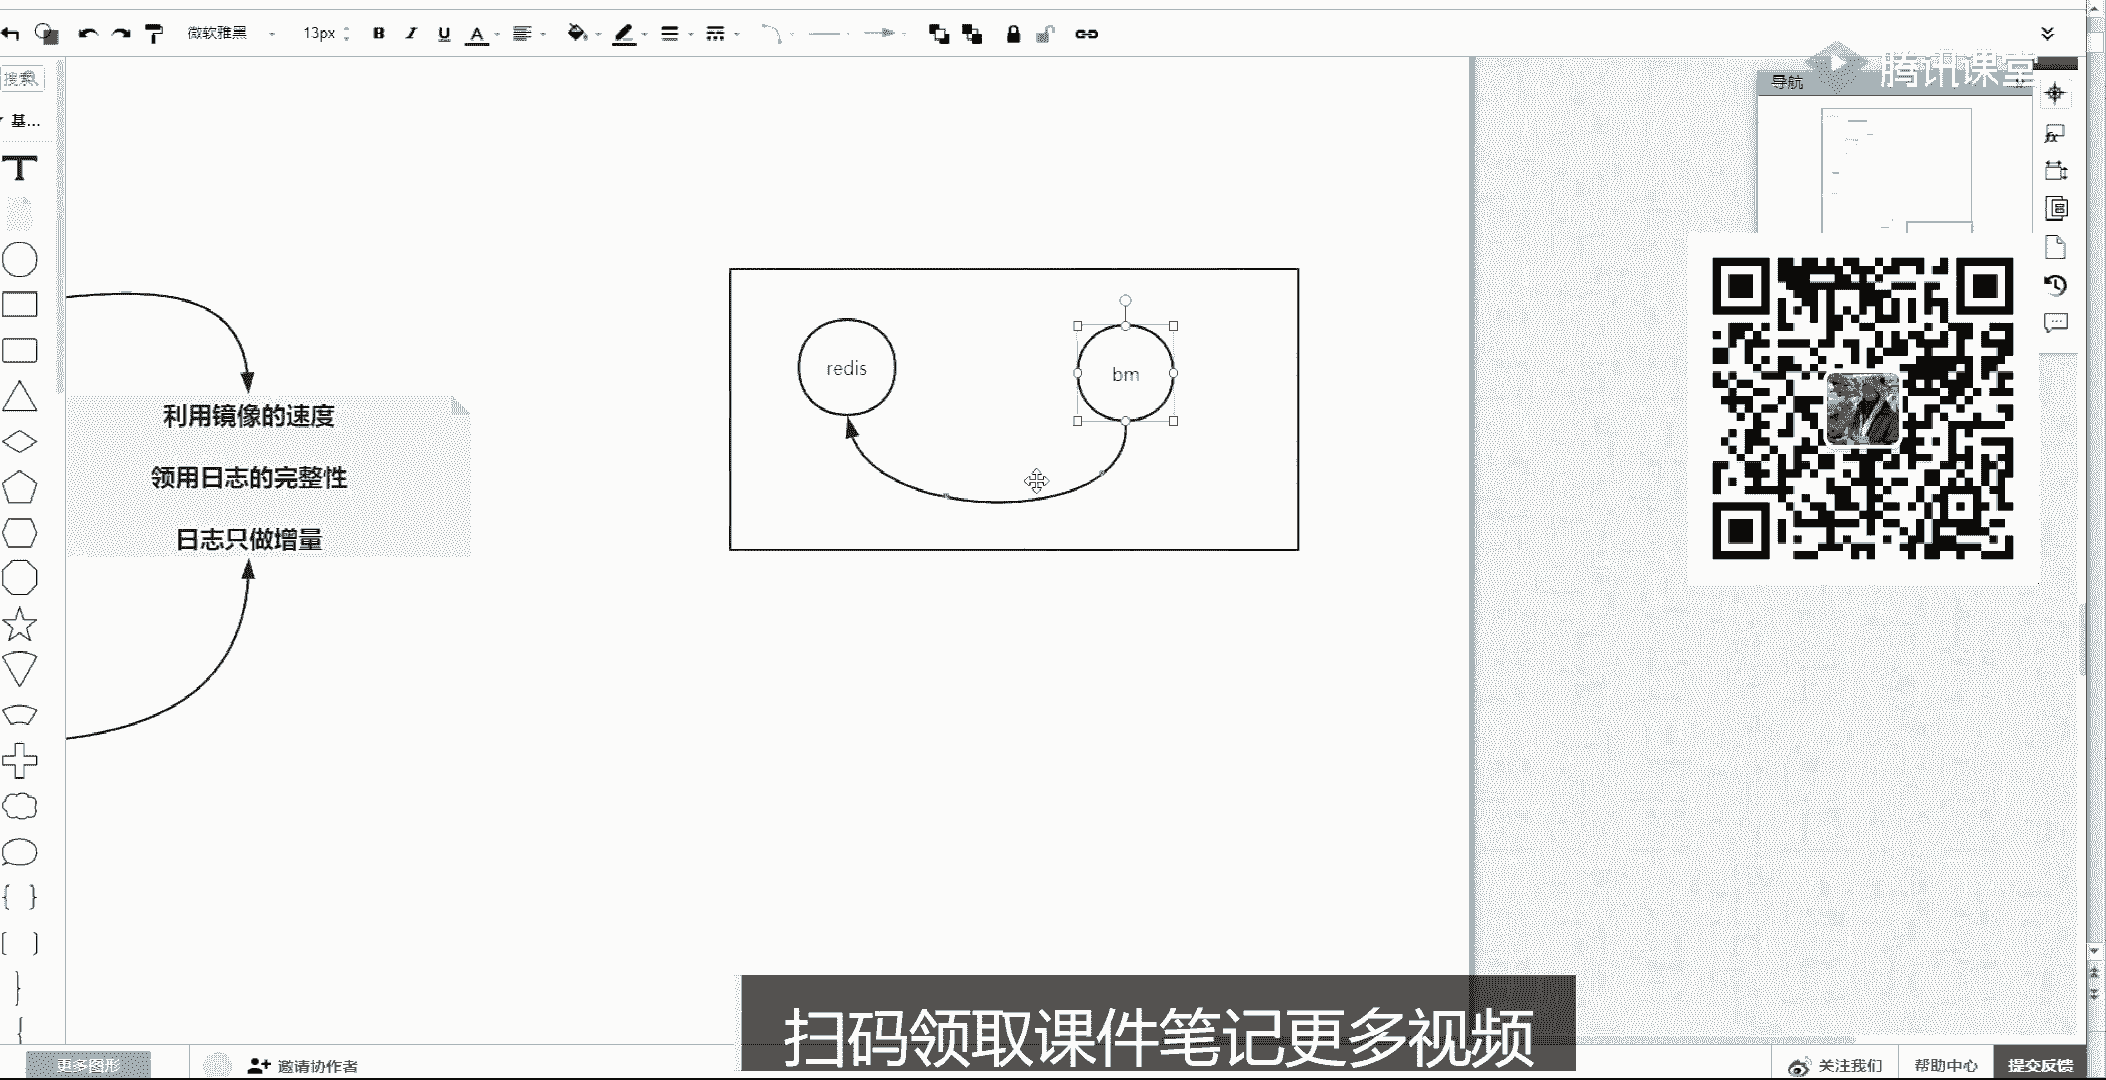 微软雅黑
13px
B
I
U
A
腾讯课堂
搜索
导航
基...
T
fx
redis
bm
利用镜像的速度
领用日志的完整性
日志只做增量
扫码领取课件笔记更多视频
更多图形
邀请协作者
关注我们
帮助中心
提交反馈